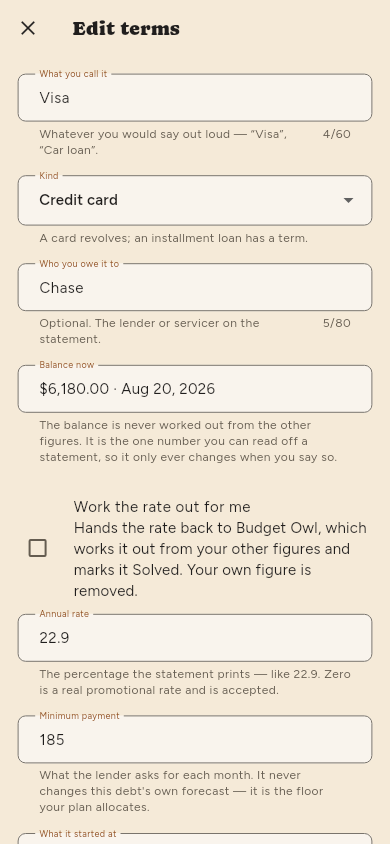 Edit terms
What you call it
Visa
Whatever you would say out loud — “Visa”,
“Car loan”.
4/60
Kind
Credit card
A card revolves; an installment loan has a term.
Who you owe it to
Chase
Optional. The lender or servicer on the
statement.
5/80
Balance now
$6,180.00 · Aug 20, 2026
The balance is never worked out from the other
figures. It is the one number you can read off a
statement, so it only ever changes when you say so.
Work the rate out for me
Hands the rate back to Budget Owl, which
works it out from your other figures and
marks it Solved. Your own figure is
removed.
Annual rate
22.9
The percentage the statement prints — like 22.9. Zero
is a real promotional rate and is accepted.
Minimum payment
185
What the lender asks for each month. It never
changes this debt's own forecast — it is the floor
your plan allocates.
What it started at